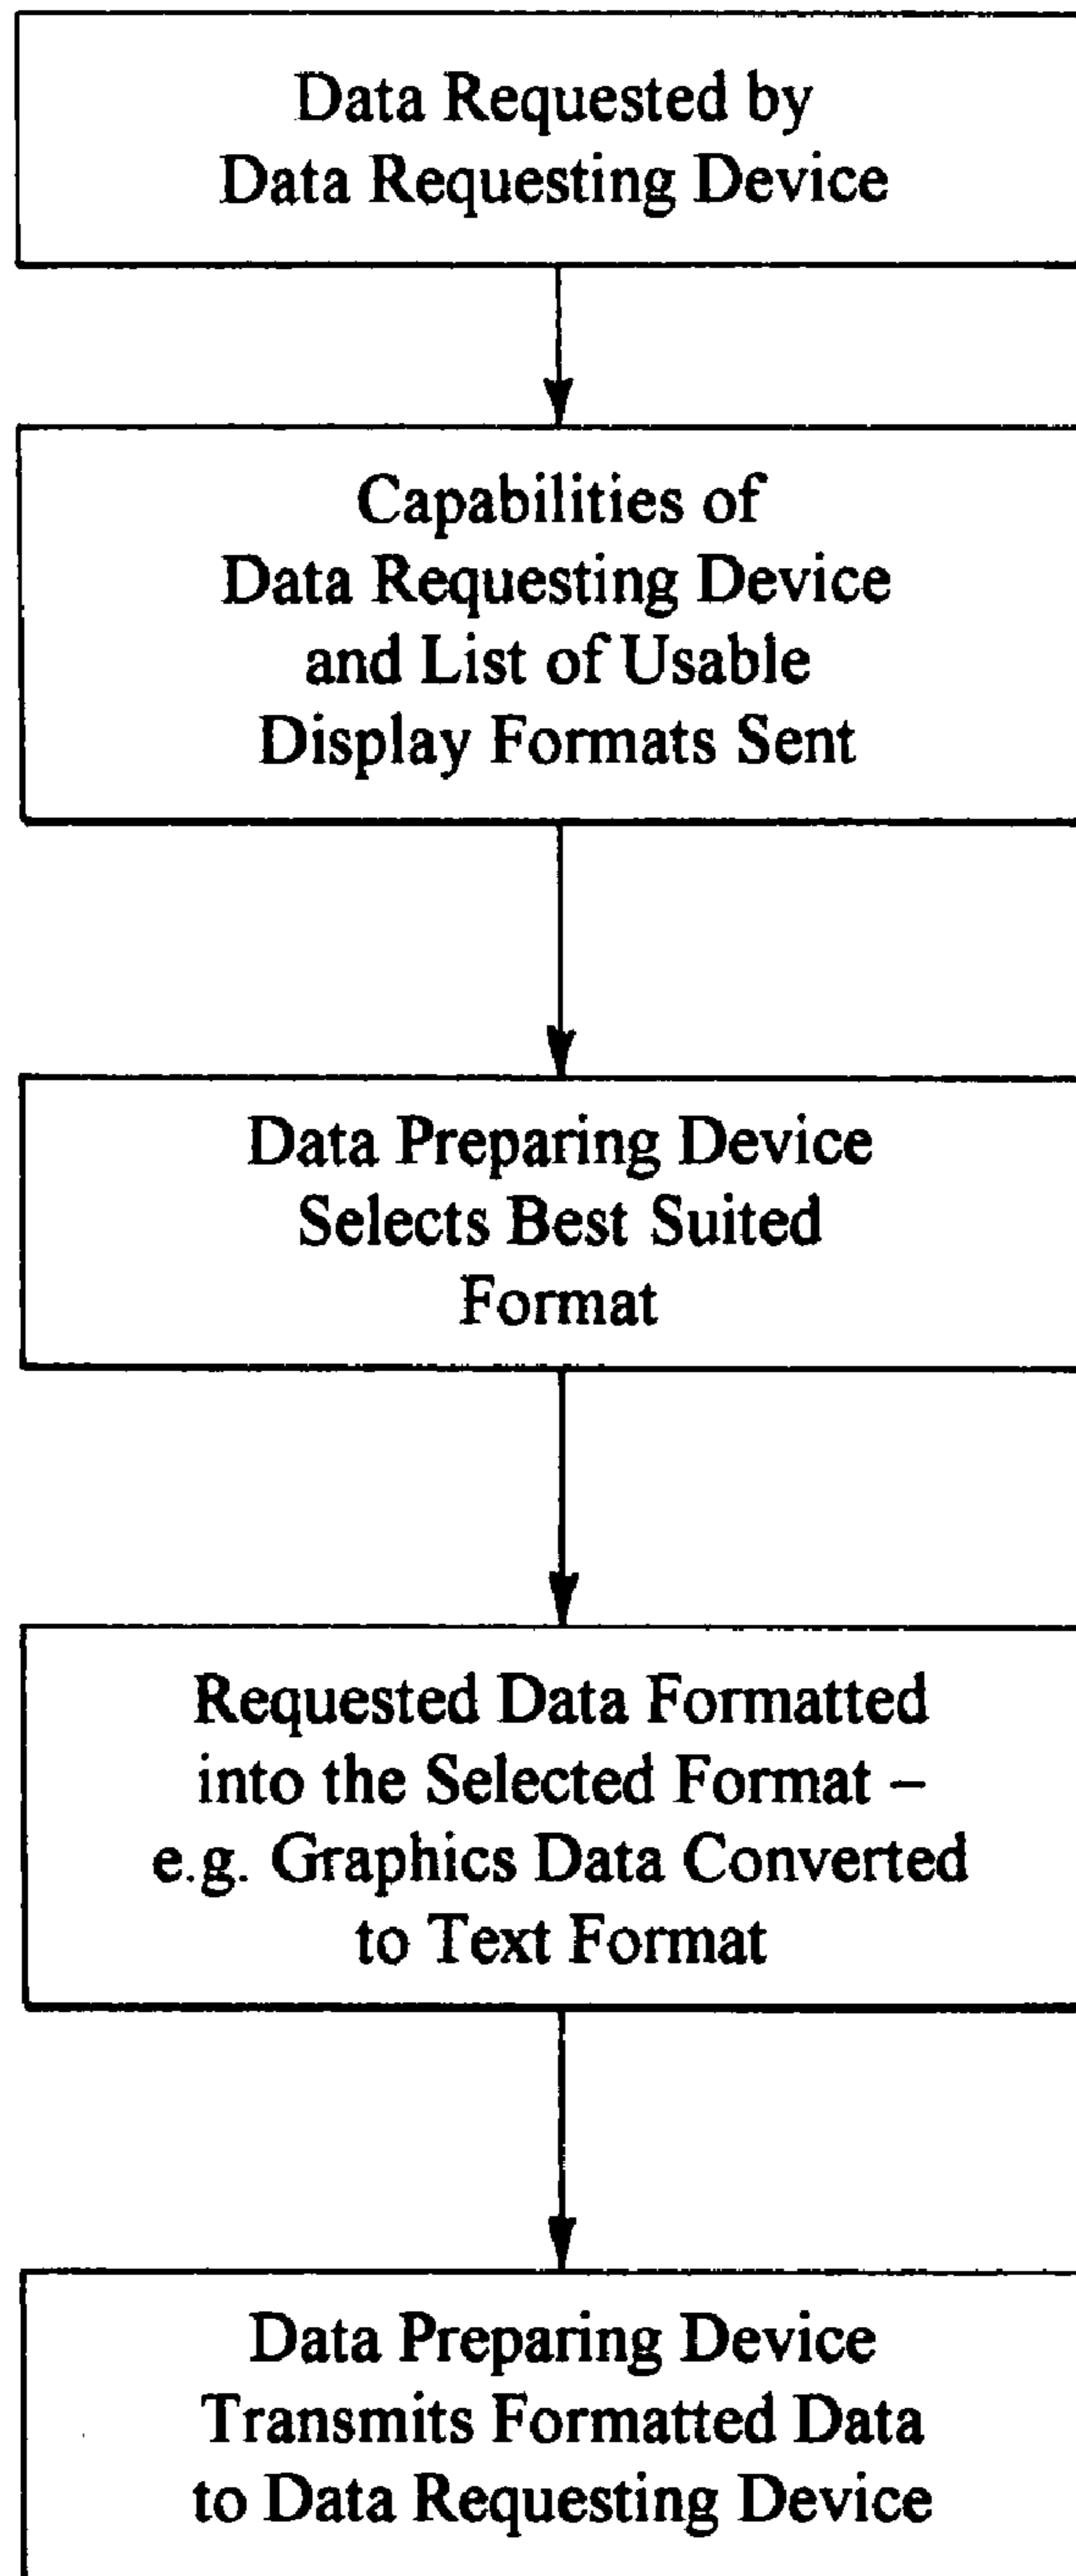 Data Requested by
Data Requesting Device
Capabilities of
Data Requesting Device
and List of Usable
Display Formats Sent
Data Preparing Device
Selects Best Suited
Format
Requested Data Formatted
into the Selected Format –
e.g. Graphics Data Converted
to Text Format
Data Preparing Device
Transmits Formatted Data
to Data Requesting Device